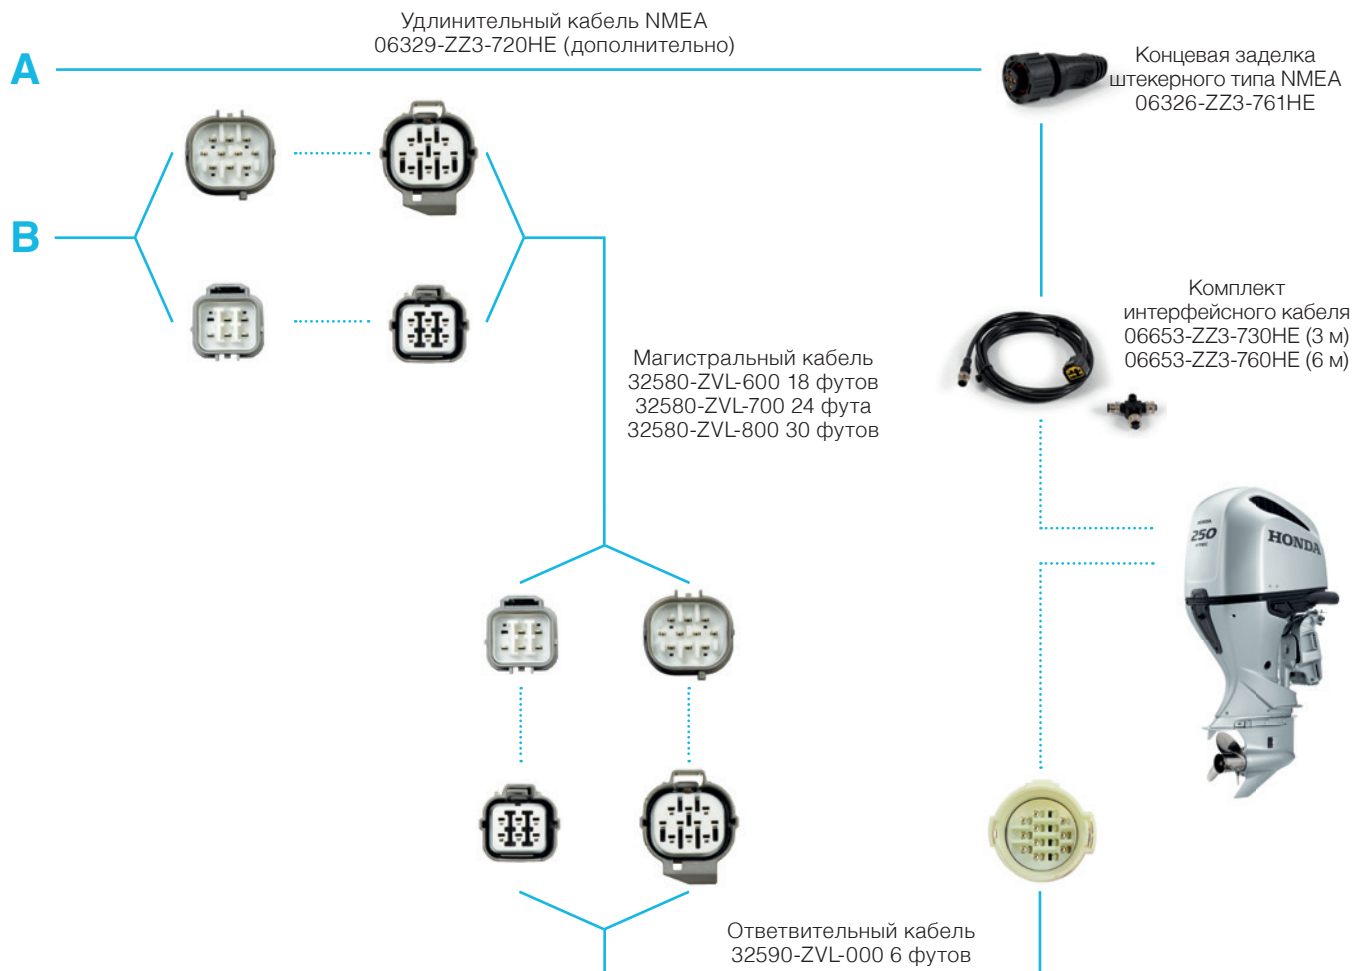 Удлинительный кабель NMEA
06329-ZZ3-720HE (дополнительно)
A
Концевая заделка
штекерного типа NMEA
06326-ZZ3-761HE
B
Комплект
интерфейсного кабеля
06653-ZZ3-730HE (3 м)
06653-ZZ3-760HE (6 м)
Магистральный кабель
32580-ZVL-600 18 футов
32580-ZVL-700 24 фута
32580-ZVL-800 30 футов
HONDA
250
HONDA
Ответвительный кабель
32590-ZVL-000 6 футов